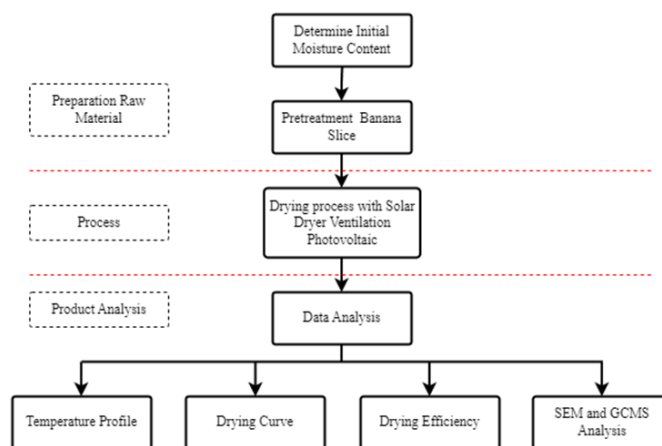 Determine Initial
Moisture Content
Preparation Raw
Material
Pretreatment Banana
Slice
Process
Drying process with Solar
Dryer Ventilation
Photovoltaic
Product Analysis
Data Analysis
Temperature Profile
Drying Curve
Drying Efficiency
SEM and GCMS
Analysis